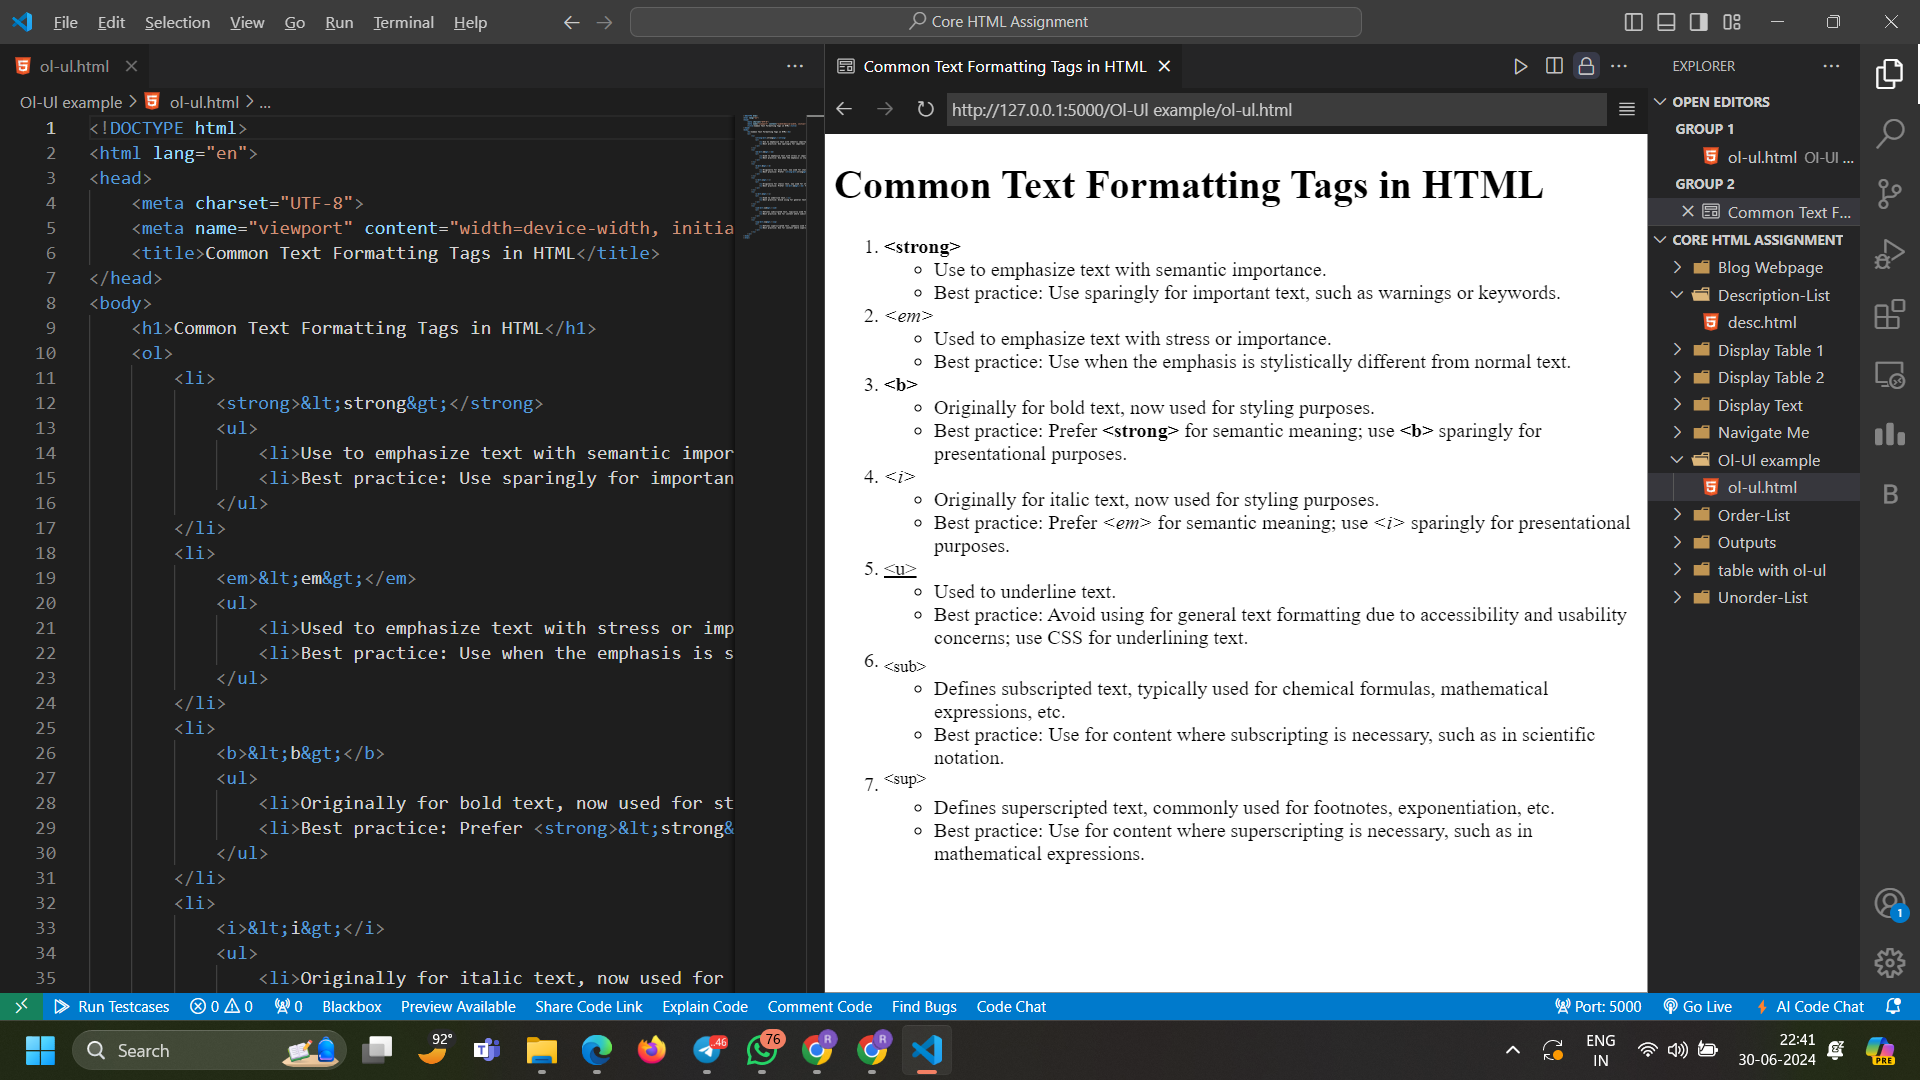 File Edit Selection View Go Run Terminal Help
Core HTML Assignment
ol-ul.html
Ol-Ul example > ol-ul.html > ...
1 <!DOCTYPE html>
2 <html lang="en">
3 <head>
4 <meta charset="UTF-8">
5 <meta name="viewport" content="width=device-width, initia
6 <title>Common Text Formatting Tags in HTML</title>
7 </head>
8 <body>
9 <h1>Common Text Formatting Tags in HTML</h1>
10 <ol>
11 <li>
12 <strong>&lt;strong&gt;</strong>
13 <ul>
14 <li>Use to emphasize text with semantic impor
15 <li>Best practice: Use sparingly for importan
16 </ul>
17 </li>
18 <li>
19 <em>&lt;em&gt;</em>
20 <ul>
21 <li>Used to emphasize text with stress or imp
22 <li>Best practice: Use when the emphasis is s
23 </ul>
24 </li>
25 <li>
26 <b>&lt;b&gt;</b>
27 <ul>
28 <li>Originally for bold text, now used for st
29 <li>Best practice: Prefer <strong>&lt;strong&
30 </ul>
31 </li>
32 <li>
33 <i>&lt;i&gt;</i>
34 <ul>
35 <li>Originally for italic text, now used for
Common Text Formatting Tags in HTML
http://127.0.0.1:5000/Ol-Ul example/ol-ul.html
Common Text Formatting Tags in HTML
1. <strong>
Use to emphasize text with semantic importance.
Best practice: Use sparingly for important text, such as warnings or keywords.
2. <em>
Used to emphasize text with stress or importance.
Best practice: Use when the emphasis is stylistically different from normal text.
3. <b>
Originally for bold text, now used for styling purposes.
Best practice: Prefer <strong> for semantic meaning; use <b> sparingly for
presentational purposes.
4. <i>
Originally for italic text, now used for styling purposes.
Best practice: Prefer <em> for semantic meaning; use <i> sparingly for presentational
purposes.
5. <u>
Used to underline text.
Best practice: Avoid using for general text formatting due to accessibility and usability
concerns; use CSS for underlining text.
6. <sub>
Defines subscripted text, typically used for chemical formulas, mathematical
expressions, etc.
Best practice: Use for content where subscripting is necessary, such as in scientific
notation.
7. <sup>
Defines superscripted text, commonly used for footnotes, exponentiation, etc.
Best practice: Use for content where superscripting is necessary, such as in
mathematical expressions.
EXPLORER
OPEN EDITORS
GROUP 1
ol-ul.html Ol-Ul ...
GROUP 2
Common Text F...
CORE HTML ASSIGNMENT
Blog Webpage
Description-List
desc.html
Display Table 1
Display Table 2
Display Text
Navigate Me
Ol-Ul example
ol-ul.html
Order-List
Outputs
table with ol-ul
Unorder-List
B
1
Run Testcases 0 0 0 Blackbox Preview Available Share Code Link Explain Code Comment Code Find Bugs Code Chat Port: 5000 Go Live AI Code Chat
Search 92° .46 76 R R ENG 22:41
IN 30-06-2024 PRE